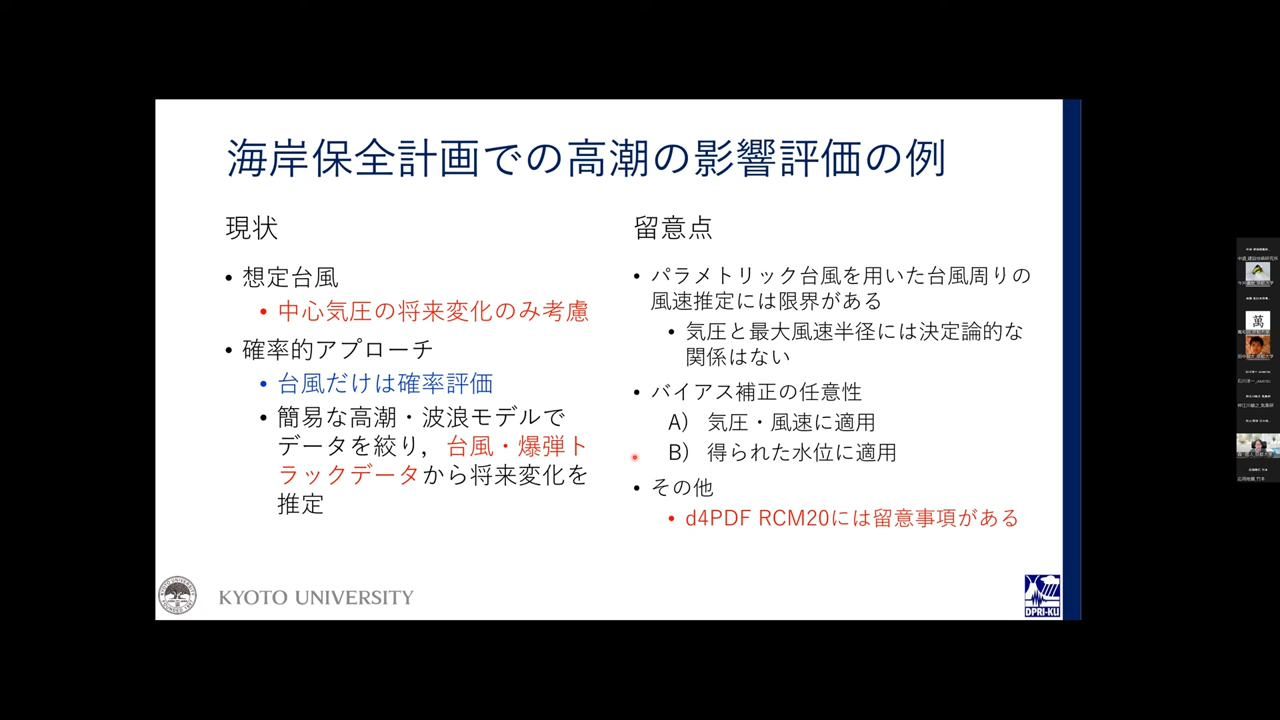 海岸保全計画での高潮の影響評価の例
現状
• 想定台風
• 中心気圧の将来変化のみ考慮
• 確率的アプローチ
• 台風だけは確率評価
• 簡易な高潮・波浪モデルで
データを絞り，台風・爆弾ト
ラックデータから将来変化を
推定
留意点
• パラメトリック台風を用いた台風周りの
風速推定には限界がある
• 気圧と最大風速半径には決定論的な
関係はない
• バイアス補正の任意性
A) 気圧・風速に適用
B) 得られた水位に適用
• その他
• d4PDF RCM20には留意事項がある
KYOTO UNIVERSITY
DPRI-KU
萬